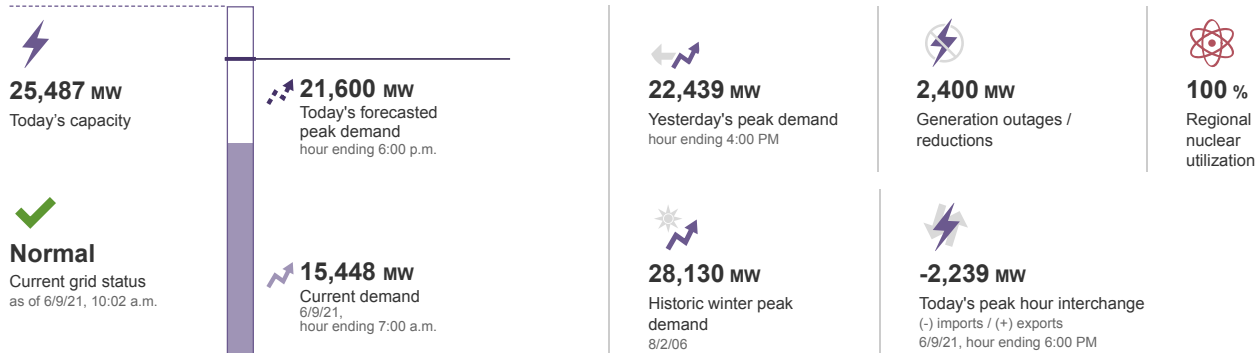 25,487 MW
Today's capacity
Normal
Current grid status
as of 6/9/21, 10:02 a.m.
21,600 MW
Today's forecasted
peak demand
hour ending 6:00 p.m.
15,448 MW
Current demand
6/9/21,
hour ending 7:00 a.m.
22,439 MW
Yesterday's peak demand
hour ending 4:00 PM
2,400 MW
Generation outages /
reductions
100 %
Regional
nuclear
utilization
28,130 MW
Historic winter peak
demand
8/2/06
-2,239 MW
Today's peak hour interchange
(-) imports / (+) exports
6/9/21, hour ending 6:00 PM